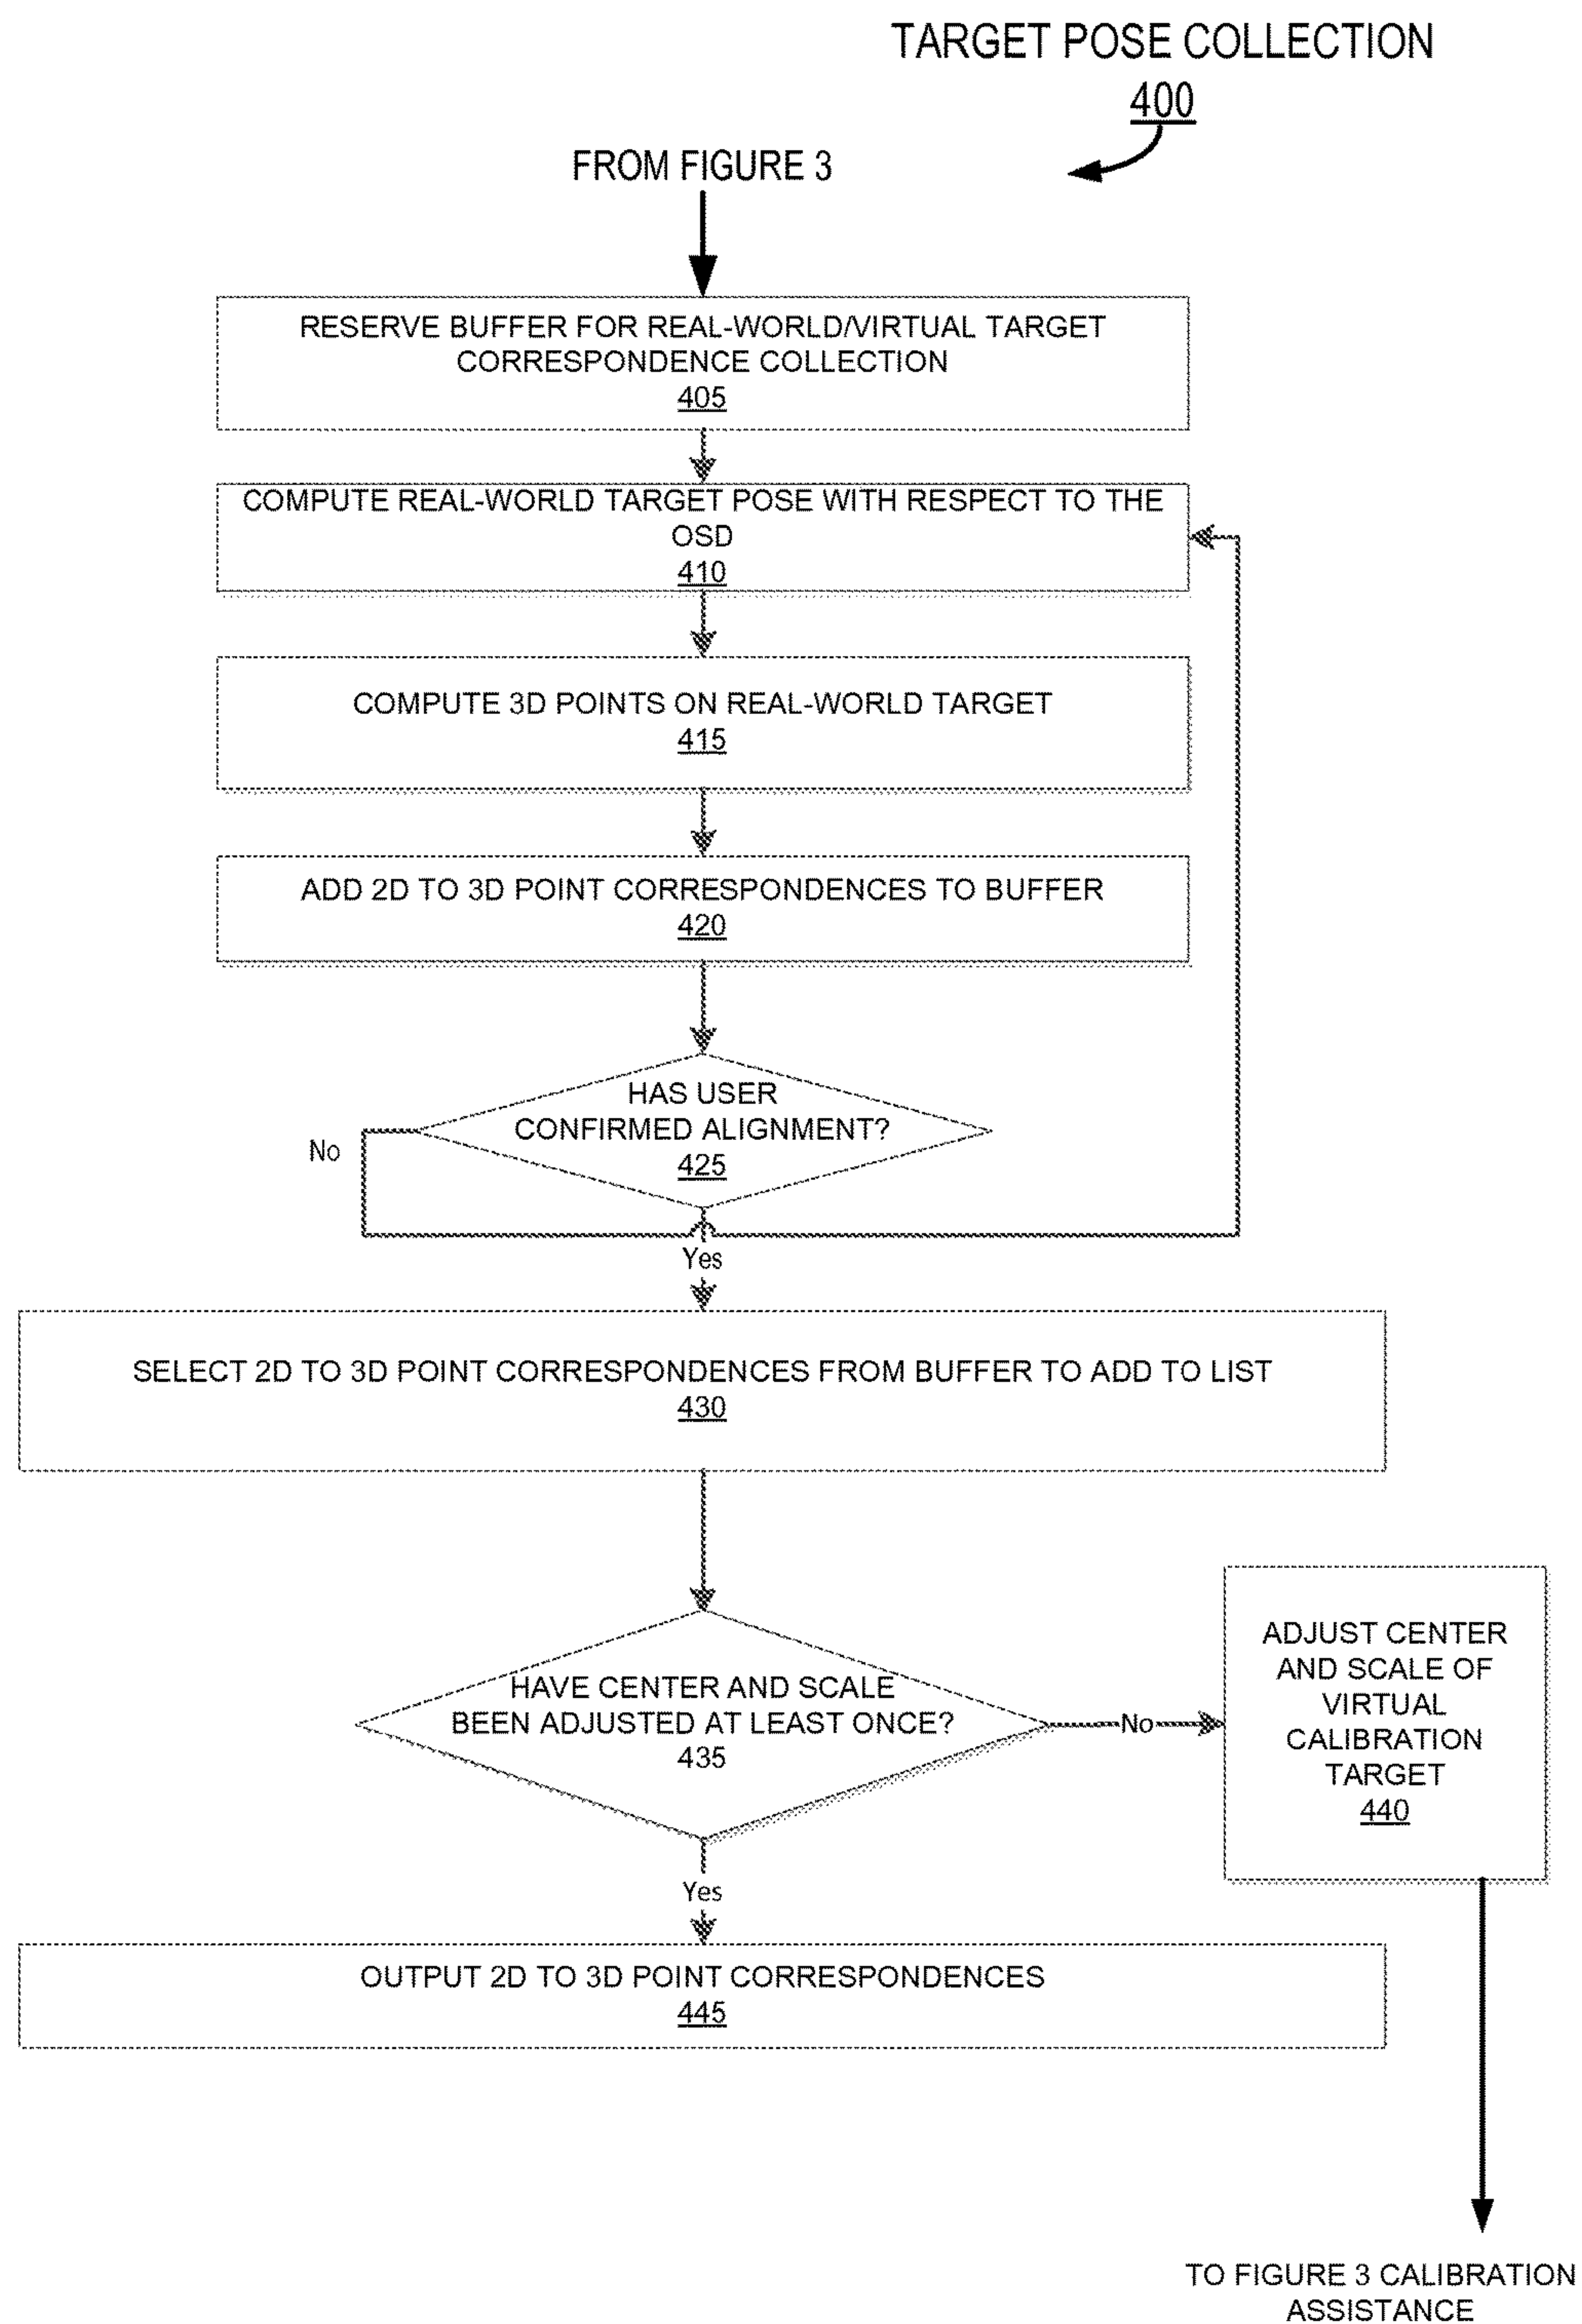 TARGET POSE COLLECTION
400
FROM FIGURE 3
RESERVE BUFFER FOR REAL-WORLD/VIRTUAL TARGET
CORRESPONDENCE COLLECTION
405
COMPUTE REAL-WORLD TARGET POSE WITH RESPECT TO THE
OSD
410
COMPUTE 3D POINTS ON REAL-WORLD TARGET
415
ADD 2D TO 3D POINT CORRESPONDENCES TO BUFFER
420
HAS USER
CONFIRMED ALIGNMENT?
425
No
Yes
SELECT 2D TO 3D POINT CORRESPONDENCES FROM BUFFER TO ADD TO LIST
430
HAVE CENTER AND SCALE
BEEN ADJUSTED AT LEAST ONCE?
435
No
ADJUST CENTER
AND SCALE OF
VIRTUAL
CALIBRATION
TARGET
440
Yes
OUTPUT 2D TO 3D POINT CORRESPONDENCES
445
TO FIGURE 3 CALIBRATION
ASSISTANCE